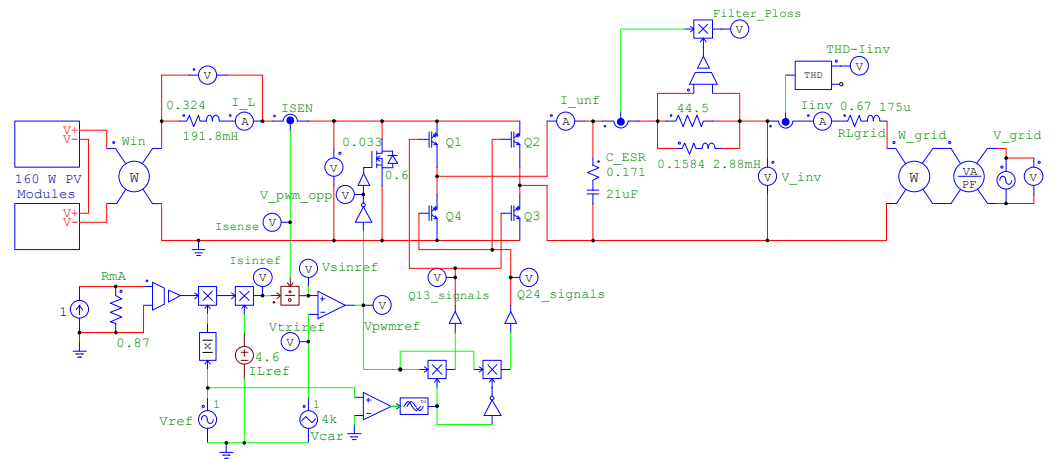 Filter_Ploss
V
V
THD-Iinv
THD
V
0.324
I_L
A
ISEN
191.8mH
I_unf
A
44.5
0.1584 2.88mH
Iinv
A
0.67 175u
RLgrid
W_grid
W
VA
PF
V_grid
V
V+
V-
160 W PV
Modules
V+
V-
Win
W
0.033
0.6
V
V_pwm_opp
V
Q1
Q2
Q4
Q3
C_ESR
0.171
21uF
V
V_inv
Isense
V
Isinref
V
Vsinref
V
RmA
1
0.87
|x|
÷
Vtriref
V
V
Vpwmref
V
Q13_signals
V
Q24_signals
4.6
ILref
1
Vref
1
4k
Vcar